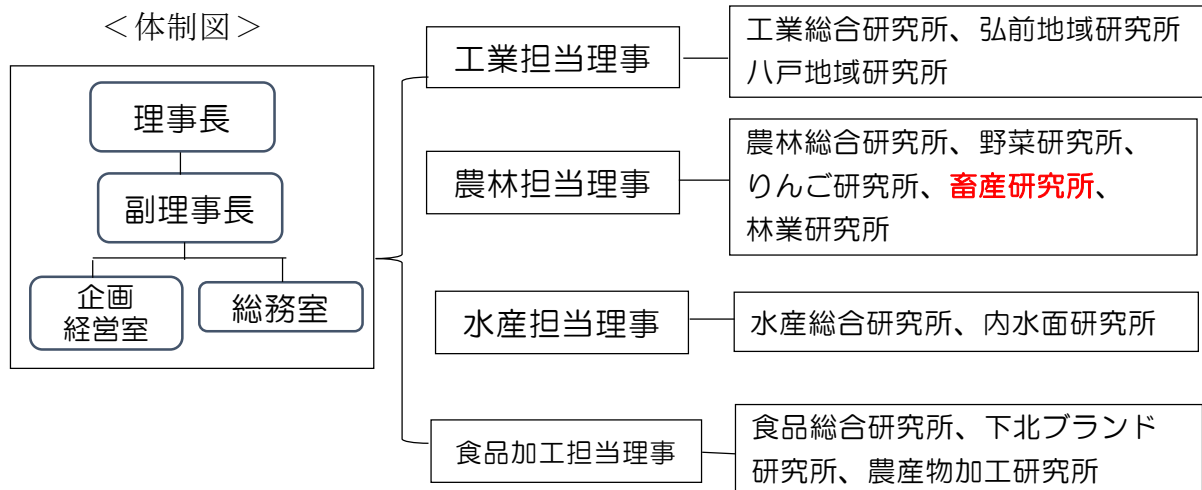 <体制図>
理事長
副理事長
企画
経営室
総務室
工業担当理事
工業総合研究所、弘前地域研究所
八戸地域研究所
農林担当理事
農林総合研究所、野菜研究所、
りんご研究所、畜産研究所、
林業研究所
水産担当理事
水産総合研究所、内水面研究所
食品加工担当理事
食品総合研究所、下北ブランド
研究所、農産物加工研究所